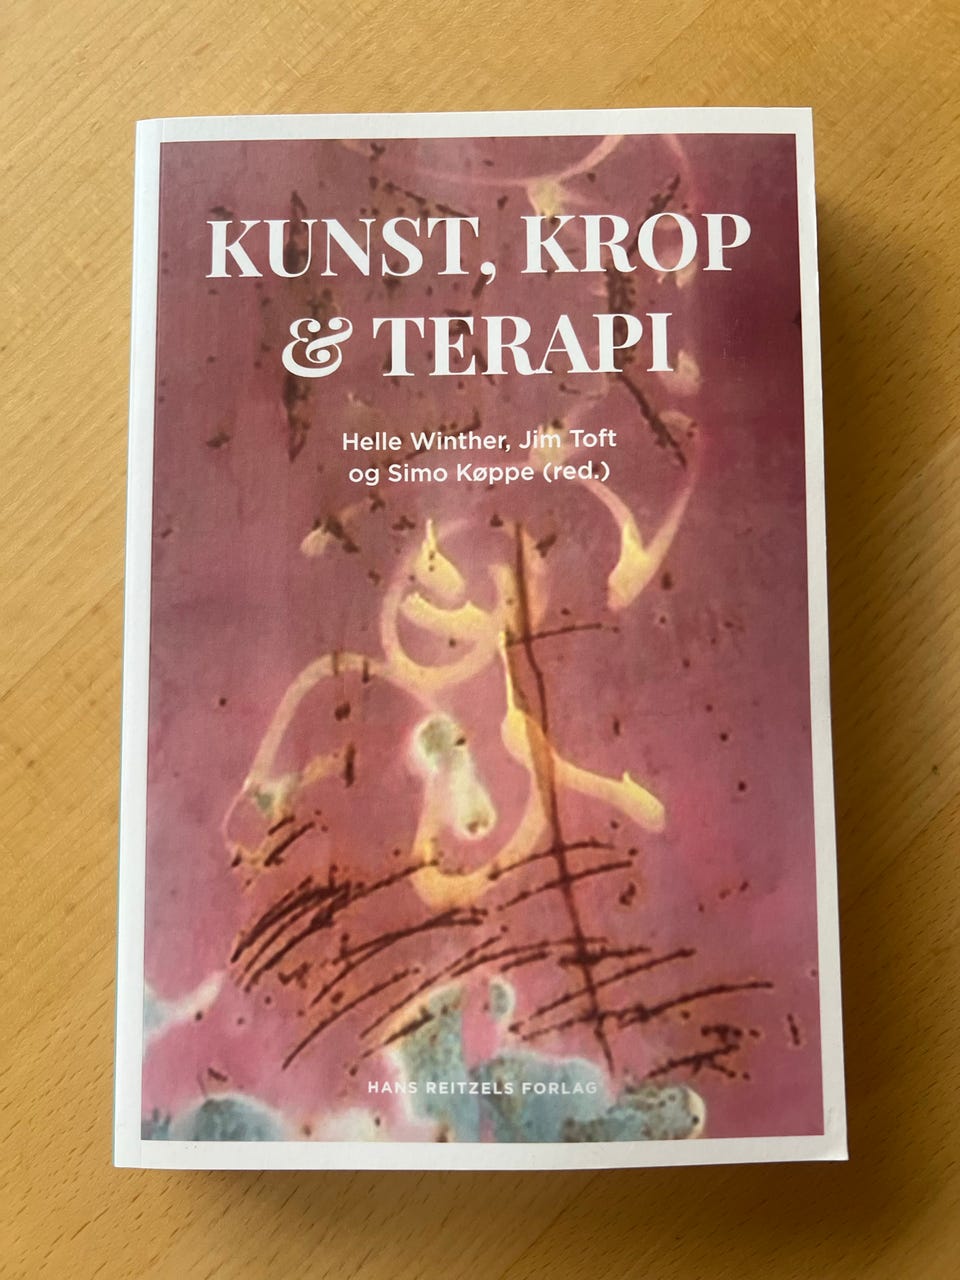 KUNST, KROP
& TERAPI
Helle Winther, Jim Toft
og Simo Køppe (red.)
HANS REITZELS FORLAG